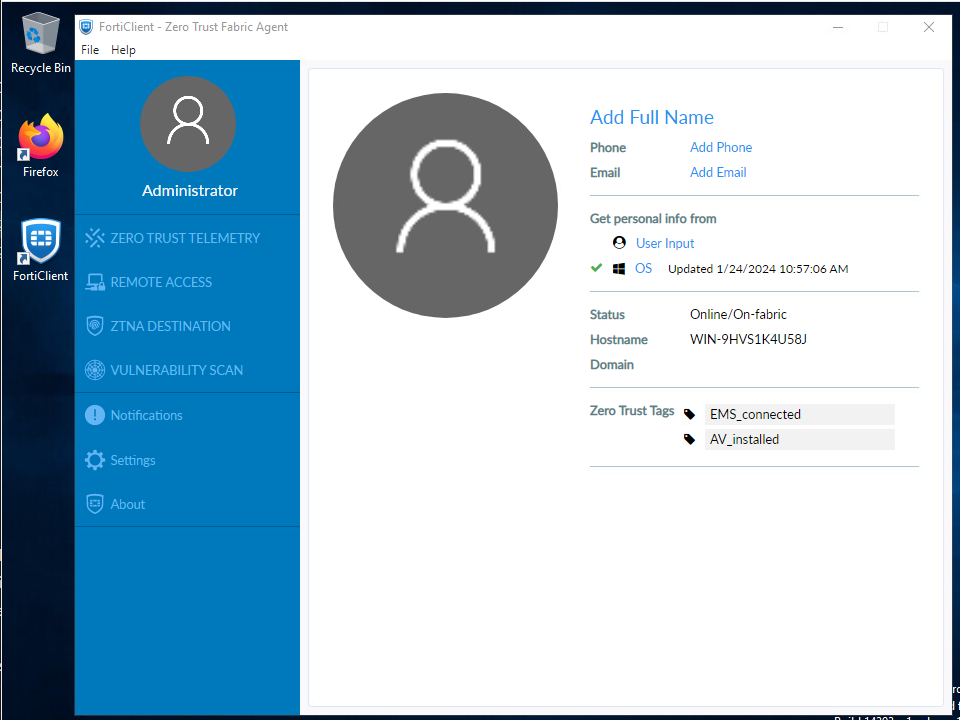 Recycle Bin
Firefox
FortiClient
FortiClient - Zero Trust Fabric Agent
File Help
Administrator
ZERO TRUST TELEMETRY
REMOTE ACCESS
ZTNA DESTINATION
VULNERABILITY SCAN
Notifications
Settings
About
Add Full Name
Phone Add Phone
Email Add Email
Get personal info from
User Input
OS Updated 1/24/2024 10:57:06 AM
Status Online/On-fabric
Hostname WIN-9HVS1K4U58J
Domain
Zero Trust Tags EMS_connected
AV_installed